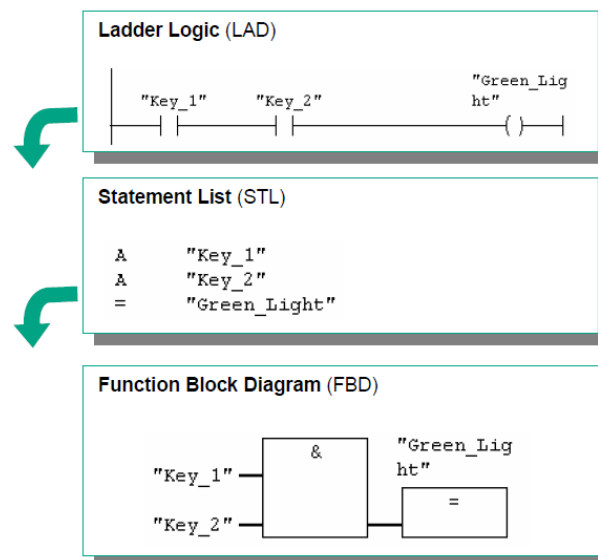 Ladder Logic (LAD)
"Green_Lig
"Key_1" "Key_2" ht"
( )
Statement List (STL)
A "Key_1"
A "Key_2"
= "Green_Light"
Function Block Diagram (FBD)
& "Green_Lig
"Key_1" ht"
=
"Key_2"